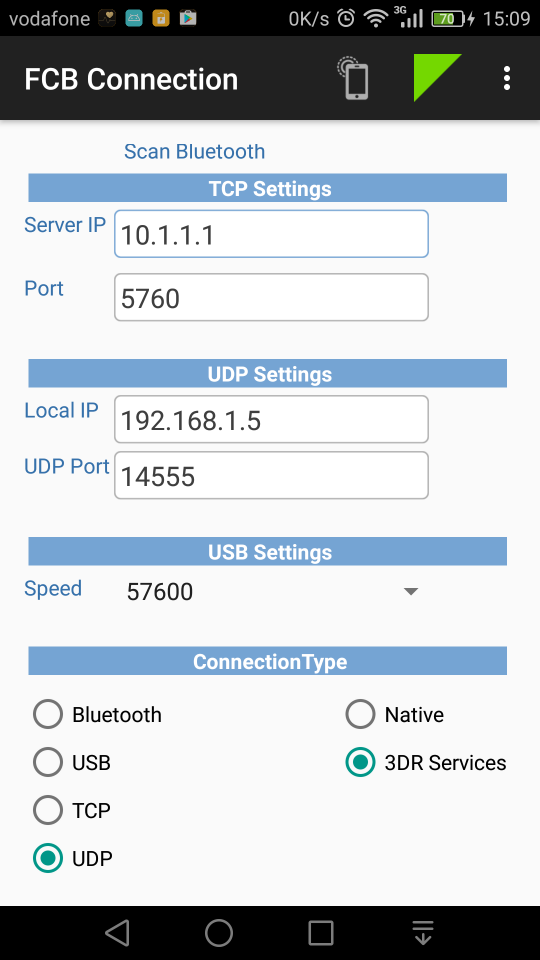 vodafone 0K/s 3G 70 15:09
FCB Connection
Scan Bluetooth
TCP Settings
Server IP 10.1.1.1
Port 5760
UDP Settings
Local IP 192.168.1.5
UDP Port 14555
USB Settings
Speed 57600
ConnectionType
Bluetooth Native
USB 3DR Services
TCP
UDP